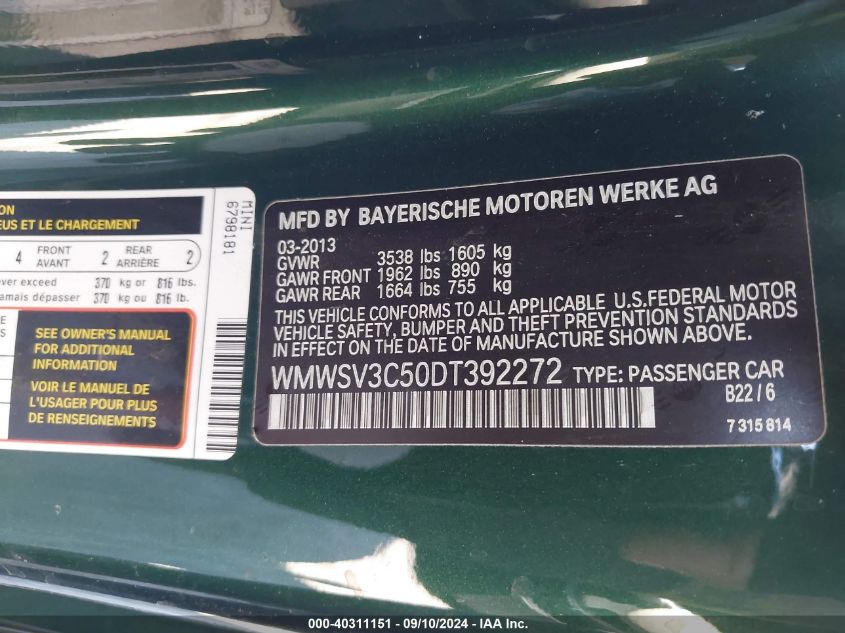 ION
EUS ET LE CHARGEMENT
4 FRONT AVANT 2 REAR ARRIÈRE 2
ever exceed 370 kg or 816 lbs.
amais dépasser 370 kg ou 816 lb.
E
S
SEE OWNER'S MANUAL
FOR ADDITIONAL
INFORMATION
VOIR LE MANUEL DE
L'USAGER POUR PLUS
DE RENSEIGNEMENTS
MINI
6798181
MFD BY BAYERISCHE MOTOREN WERKE AG
03-2013
GVWR 3538 lbs 1605 kg
GAWR FRONT 1962 lbs 890 kg
GAWR REAR 1664 lbs 755 kg
THIS VEHICLE CONFORMS TO ALL APPLICABLE U.S.FEDERAL MOTOR
VEHICLE SAFETY, BUMPER AND THEFT PREVENTION STANDARDS
IN EFFECT ON THE DATE OF MANUFACTURE SHOWN ABOVE.
WMWSV3C50DT392272 TYPE: PASSENGER CAR
B22/6
7 315 814
000-40311151 - 09/10/2024 - IAA Inc.